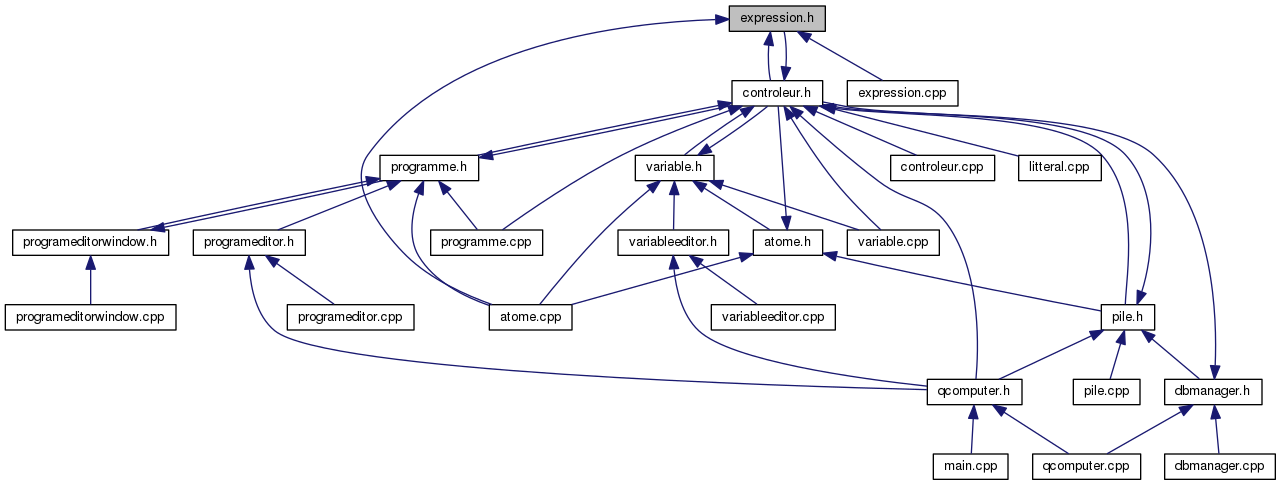 expression.h
controleur.h
expression.cpp
programme.h
variable.h
controleur.cpp
litteral.cpp
programeditorwindow.h
programeditor.h
programme.cpp
variableeditor.h
atome.h
variable.cpp
programeditorwindow.cpp
programeditor.cpp
atome.cpp
variableeditor.cpp
pile.h
qcomputer.h
pile.cpp
dbmanager.h
main.cpp
qcomputer.cpp
dbmanager.cpp